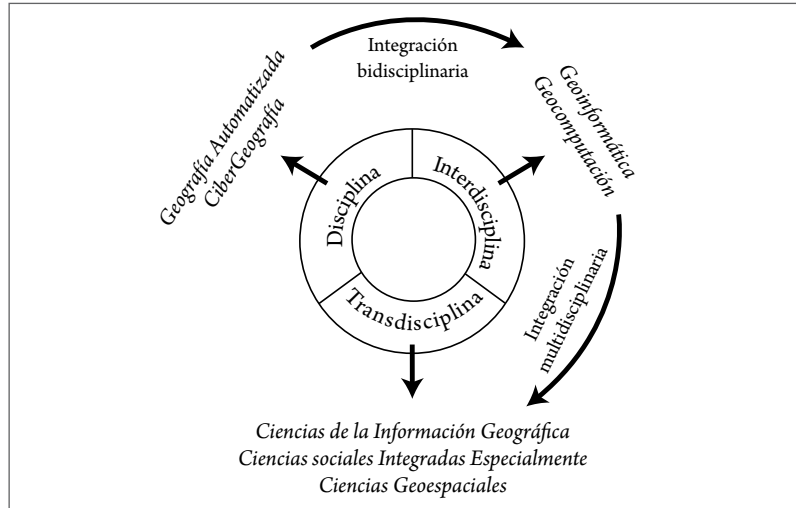 Integración
bidisciplinaria
Geografía Automatizada
CiberGeografía
Geoinformática
Geocomputación
Disciplina
Interdisciplina
Transdisciplina
Integración
multidisciplinaria
Ciencias de la Información Geográfica
Ciencias sociales Integradas Especialmente
Ciencias Geoespaciales